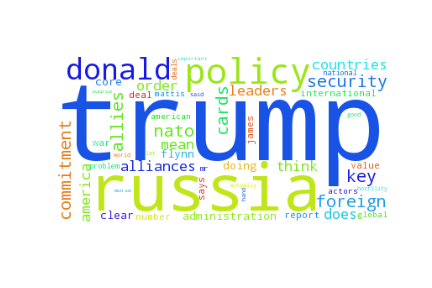 important
donald policy countries
core deals national
security
order leaders
deal mattis said international
allies cards american good
trump
nato james
war mean
commitment flynn
problem world
alliances mr doing think value
russia key
america says actors hostility
foreign
clear number administration hand report does global